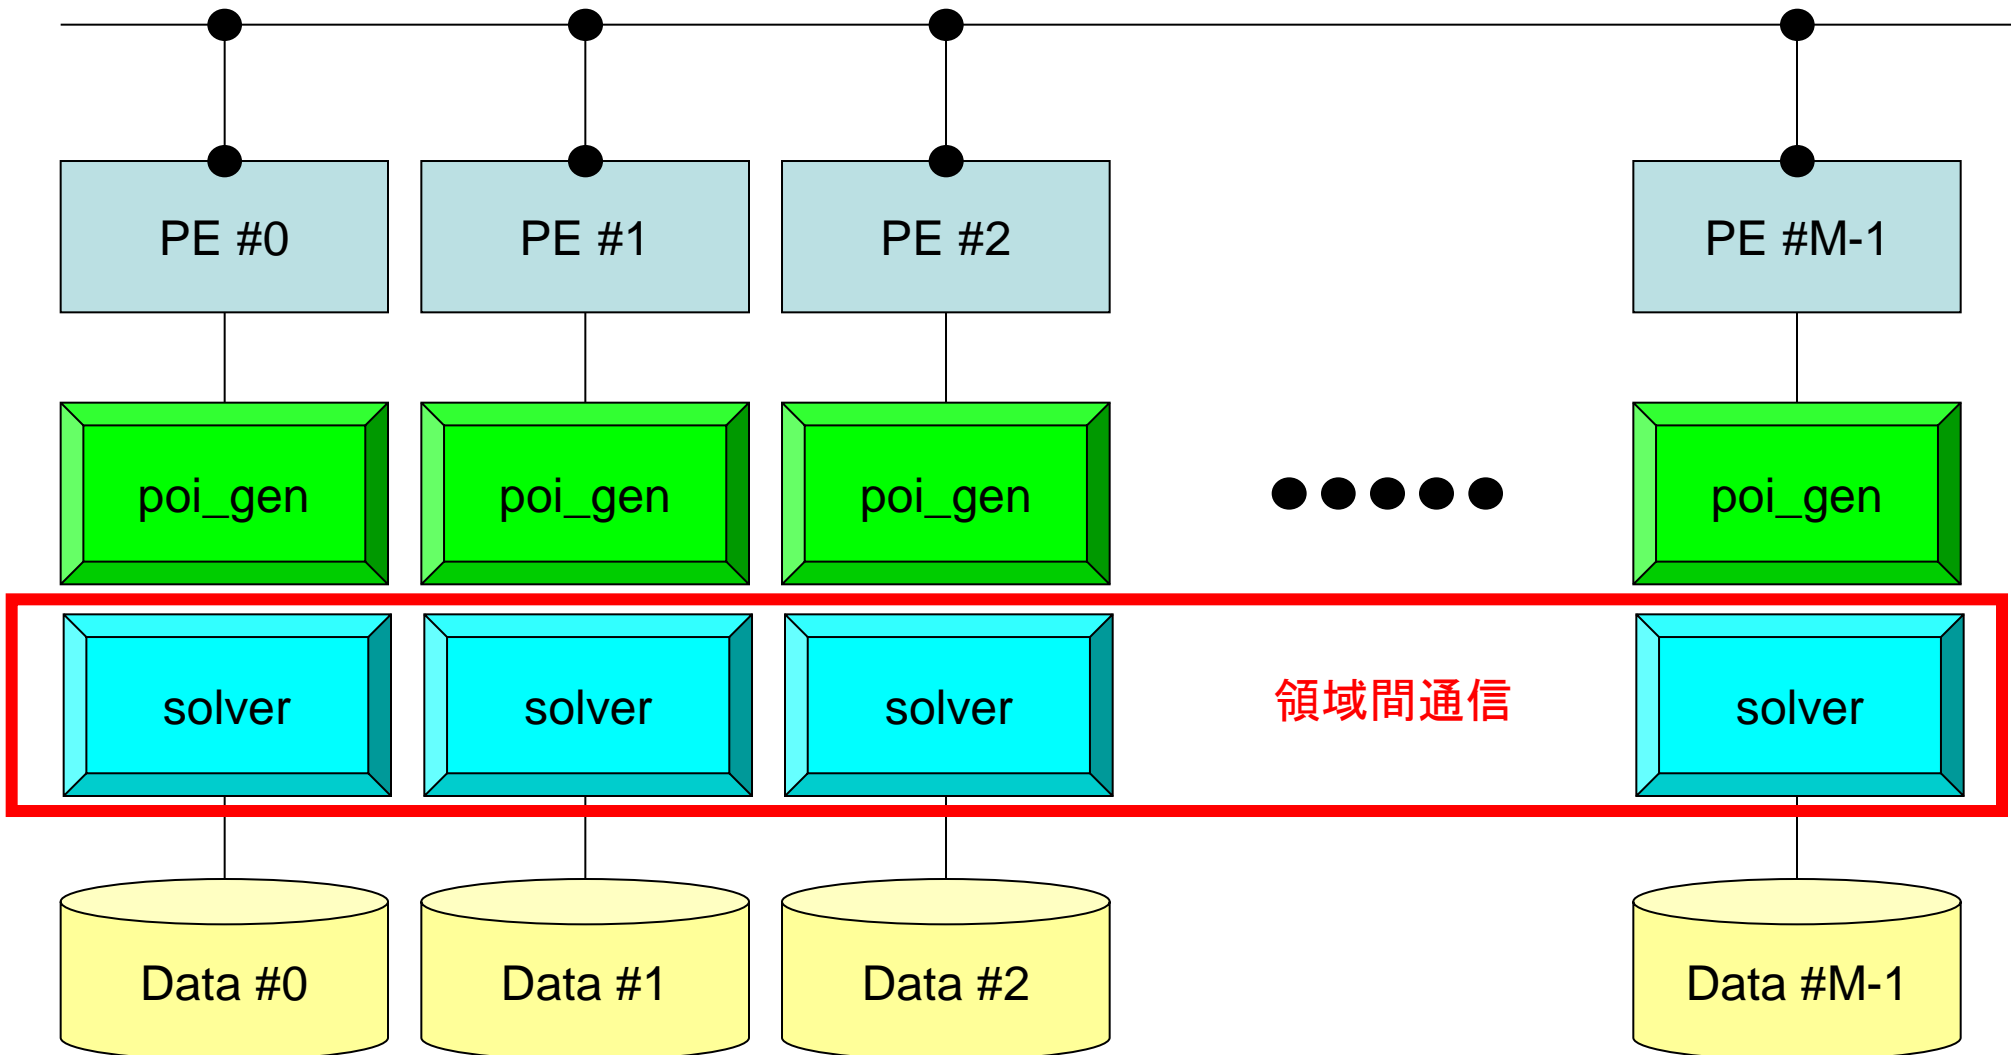 PE #0
PE #1
PE #2
PE #M-1
poi_gen
poi_gen
poi_gen
poi_gen
solver
solver
solver
領域間通信
solver
Data #0
Data #1
Data #2
Data #M-1